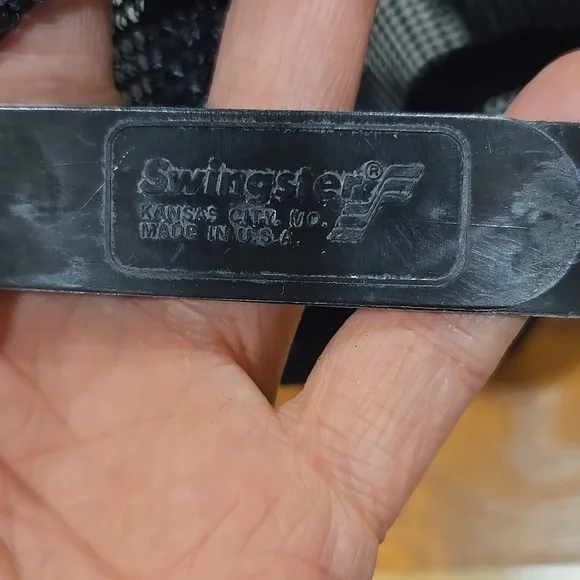 Swingster®
KANSAS CITY, MO.
MADE IN U.S.A.